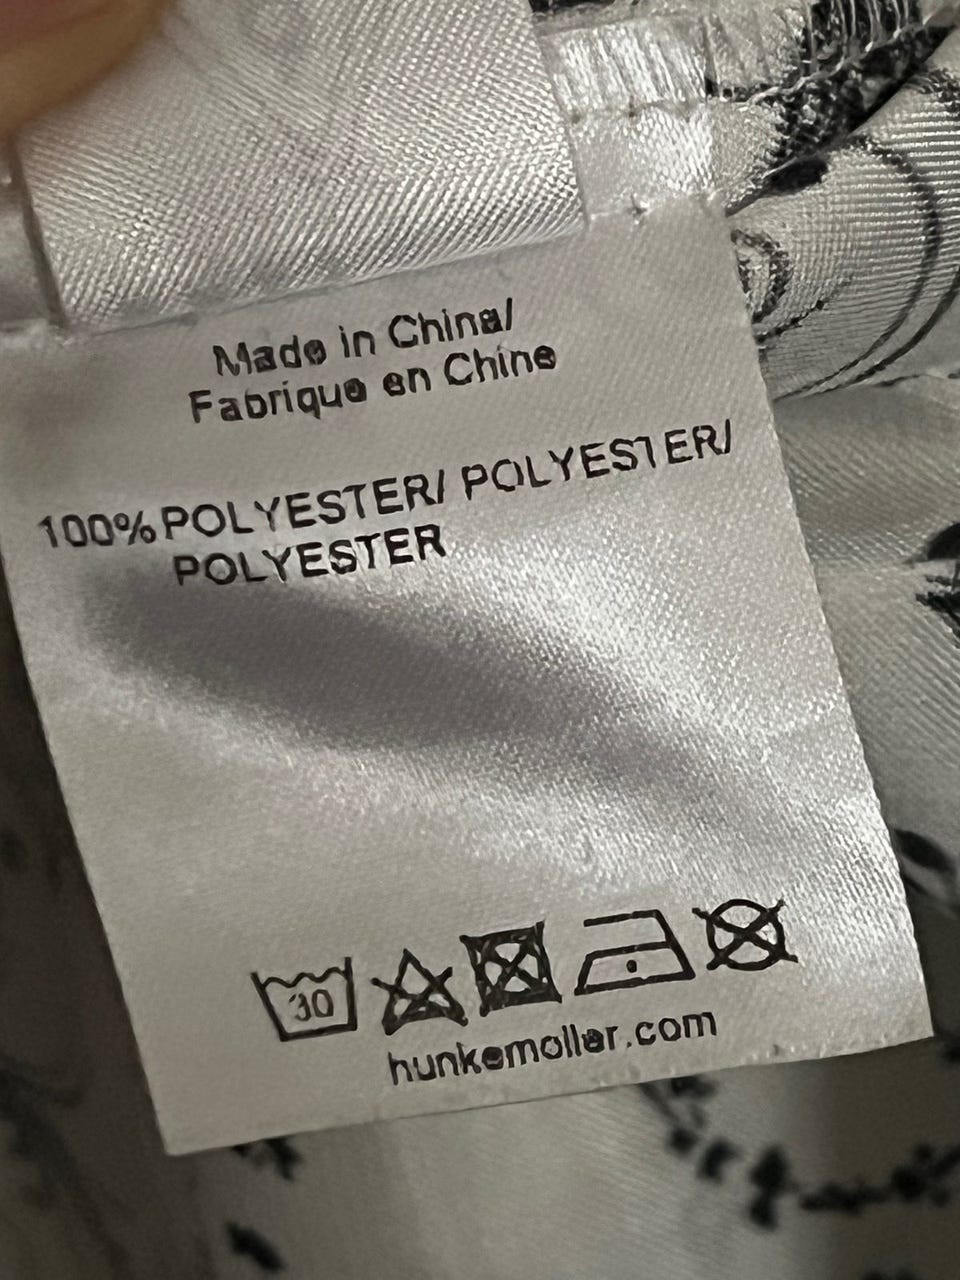 Made in China/
Fabrique en Chine
100% POLYESTER/ POLYESTER/
POLYESTER
30
hunkemoller.com